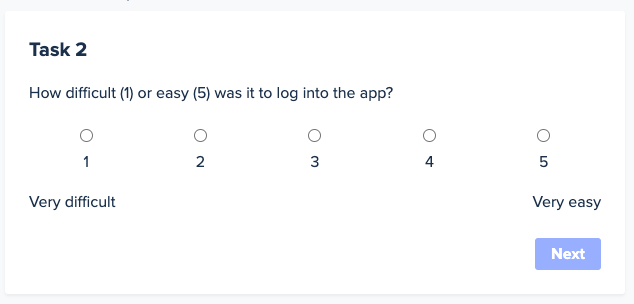 Task 2
How difficult (1) or easy (5) was it to log into the app?
1 2 3 4 5
Very difficult Very easy
Next